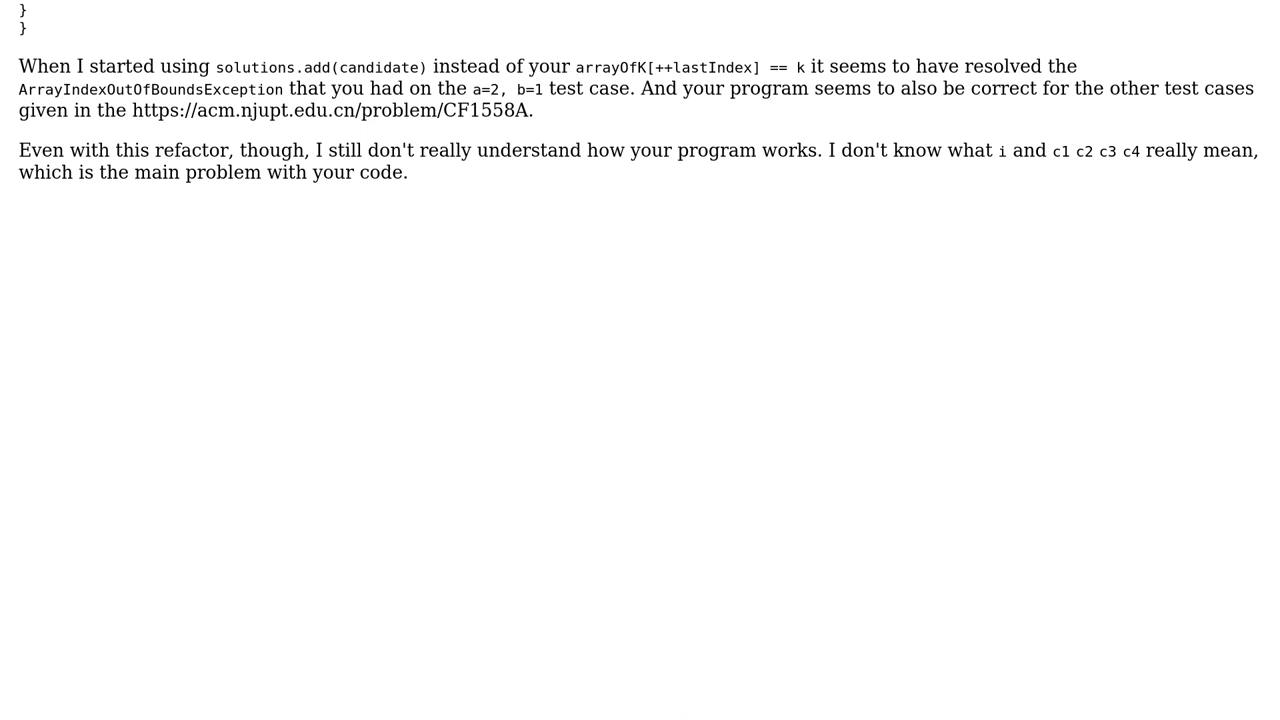 }
}
When I started using solutions.add(candidate) instead of your arrayOfK[++lastIndex] == k it seems to have resolved the
ArrayIndexOutOfBoundsException that you had on the a=2, b=1 test case. And your program seems to also be correct for the other test cases
given in the https://acm.njupt.edu.cn/problem/CF1558A.
Even with this refactor, though, I still don't really understand how your program works. I don't know what i and c1 c2 c3 c4 really mean,
which is the main problem with your code.